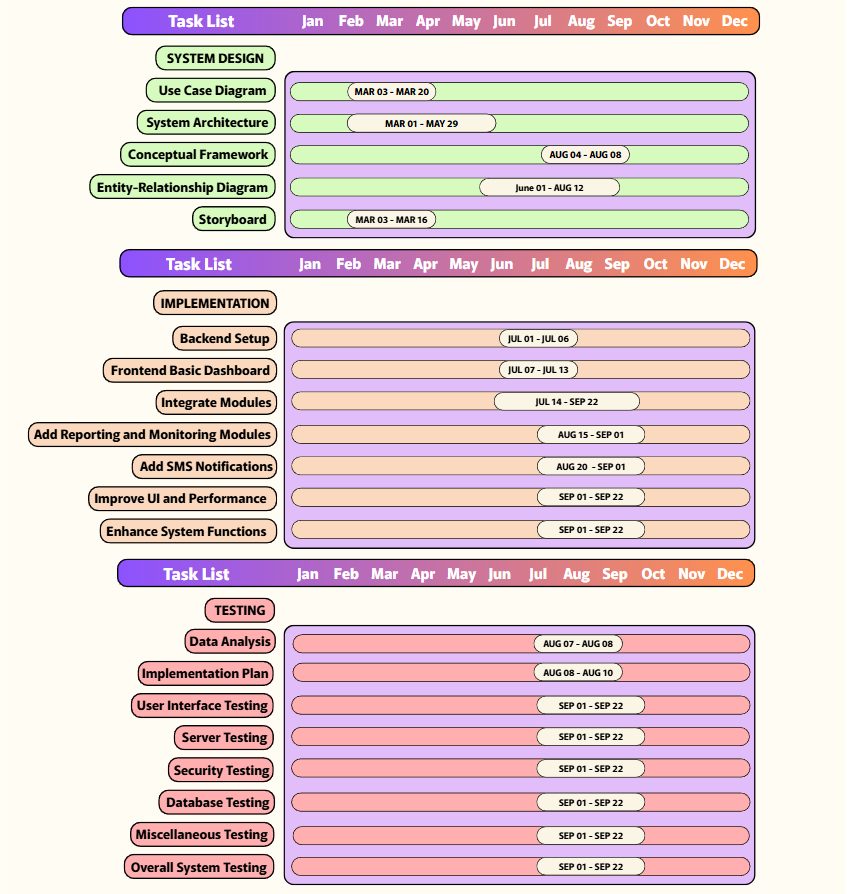 Task List Jan Feb Mar Apr May Jun Jul Aug Sep Oct Nov Dec
SYSTEM DESIGN
Use Case Diagram MAR 03 - MAR 20
System Architecture MAR 01 - MAY 29
Conceptual Framework AUG 04 - AUG 08
Entity-Relationship Diagram June 01 - AUG 12
Storyboard MAR 03 - MAR 16
Task List Jan Feb Mar Apr May Jun Jul Aug Sep Oct Nov Dec
IMPLEMENTATION
Backend Setup JUL 01 - JUL 06
Frontend Basic Dashboard JUL 07 - JUL 13
Integrate Modules JUL 14 - SEP 22
Add Reporting and Monitoring Modules AUG 15 - SEP 01
Add SMS Notifications AUG 20 - SEP 01
Improve UI and Performance SEP 01 - SEP 22
Enhance System Functions SEP 01 - SEP 22
Task List Jan Feb Mar Apr May Jun Jul Aug Sep Oct Nov Dec
TESTING
Data Analysis AUG 07 - AUG 08
Implementation Plan AUG 08 - AUG 10
User Interface Testing SEP 01 - SEP 22
Server Testing SEP 01 - SEP 22
Security Testing SEP 01 - SEP 22
Database Testing SEP 01 - SEP 22
Miscellaneous Testing SEP 01 - SEP 22
Overall System Testing SEP 01 - SEP 22